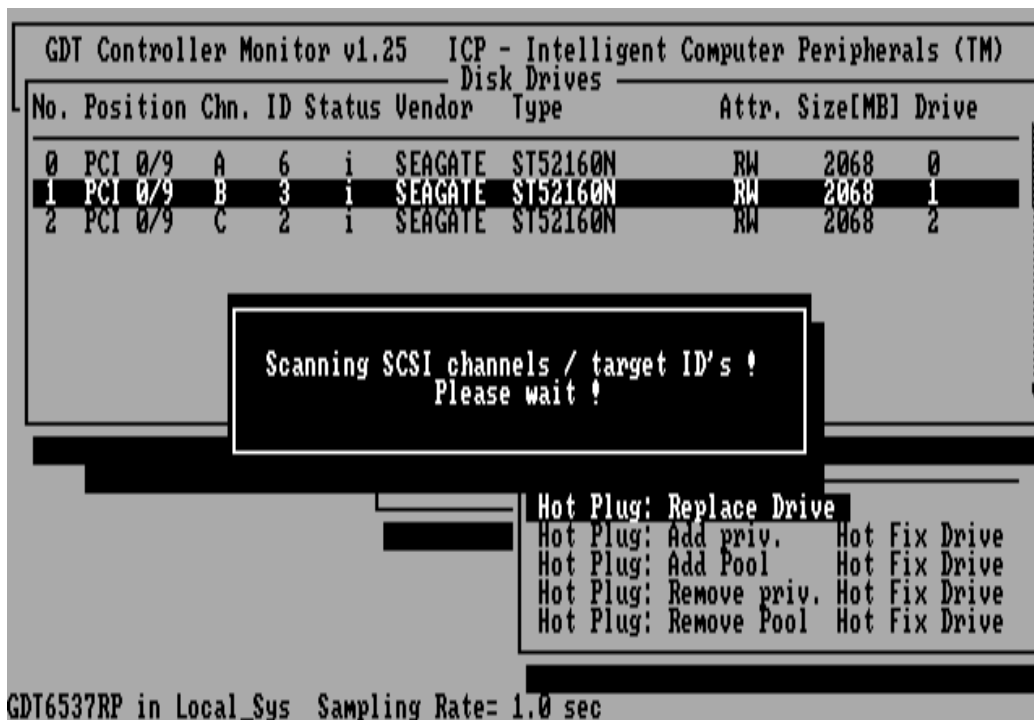 GDT Controller Monitor v1.25 ICP - Intelligent Computer Peripherals (TM)
Disk Drives
No. Position Chn. ID Status Vendor Type Attr. Size[MB] Drive
0 PCI 0/9 A 6 i SEAGATE ST52160N RW 2068 0
1 PCI 0/9 B 3 i SEAGATE ST52160N RW 2068 1
2 PCI 0/9 C 2 i SEAGATE ST52160N RW 2068 2
Scanning SCSI channels / target ID's !
Please wait !
Hot Plug: Replace Drive
Hot Plug: Add priv. Hot Fix Drive
Hot Plug: Add Pool Hot Fix Drive
Hot Plug: Remove priv. Hot Fix Drive
Hot Plug: Remove Pool Hot Fix Drive
GDT6537RP in Local_Sys Sampling Rate= 1.0 sec